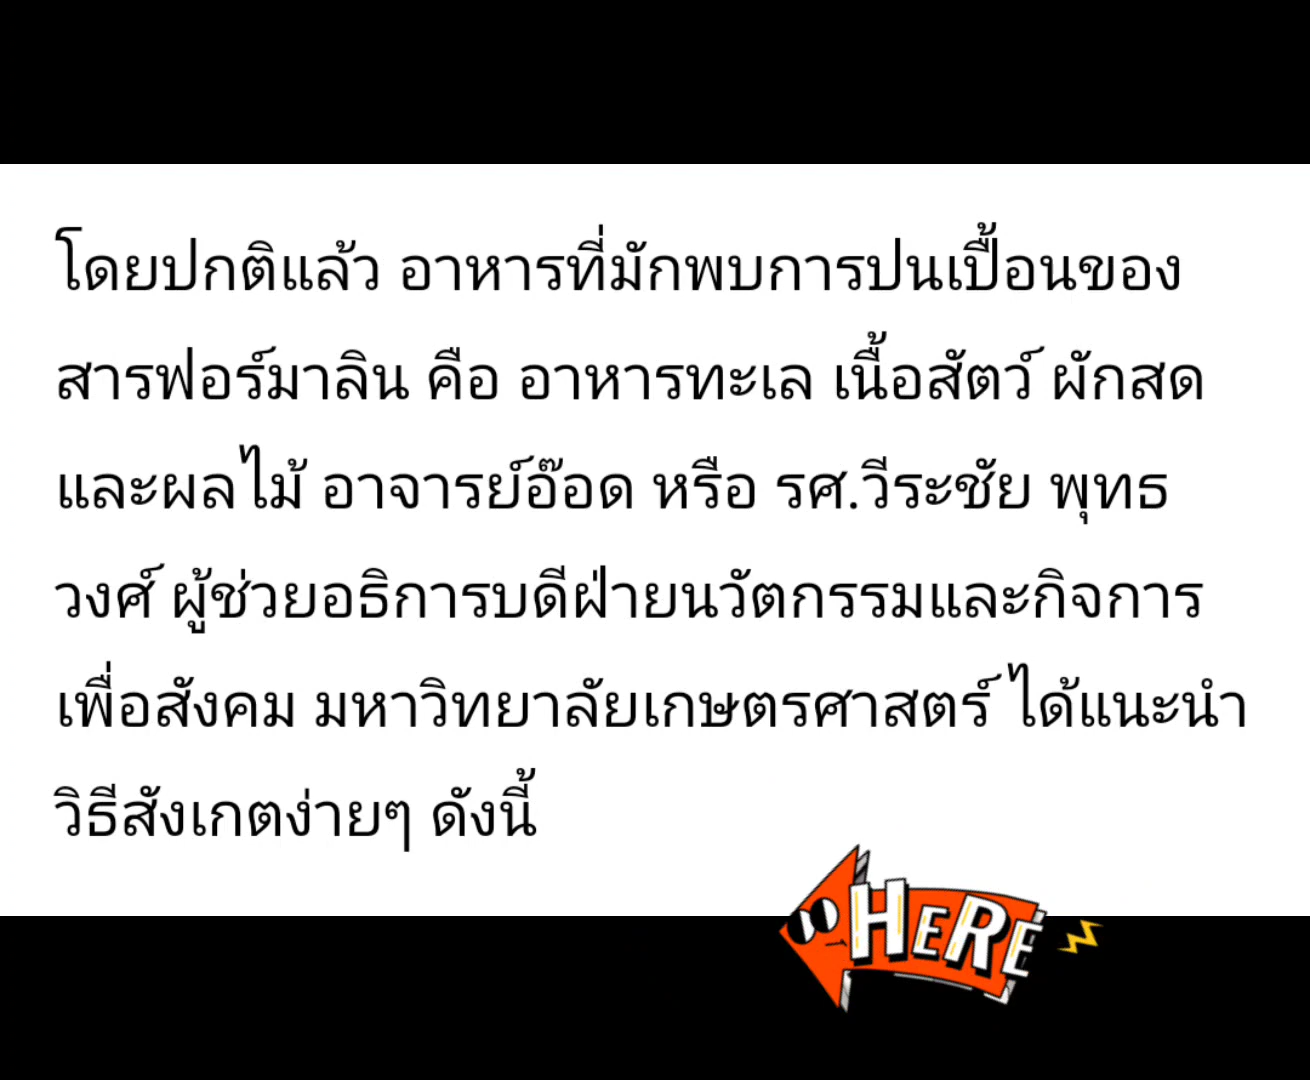 โดยปกติแล้ว อาหารที่มักพบการปนเปื้อนของ
สารฟอร์มาลิน คือ อาหารทะเล เนื้อสัตว์ ผักสด
และผลไม้ อาจารย์อ๊อด หรือ รศ.วีระชัย พุทธ
วงศ์ ผู้ช่วยอธิการบดีฝ่ายนวัตกรรมและกิจการ
เพื่อสังคม มหาวิทยาลัยเกษตรศาสตร์ ได้แนะนำ
วิธีสังเกตง่ายๆ ดังนี้
HERE